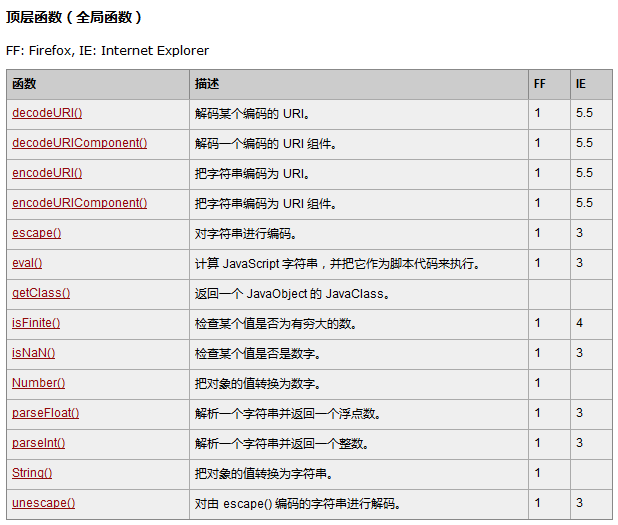 顶层函数（全局函数）
FF: Firefox, IE: Internet Explorer
函数 描述 FF IE
decodeURI() 解码某个编码的 URI。 1 5.5
decodeURIComponent() 解码一个编码的 URI 组件。 1 5.5
encodeURI() 把字符串编码为 URI。 1 5.5
encodeURIComponent() 把字符串编码为 URI 组件。 1 5.5
escape() 对字符串进行编码。 1 3
eval() 计算 JavaScript 字符串，并把它作为脚本代码来执行。 1 3
getClass() 返回一个 JavaObject 的 JavaClass。
isFinite() 检查某个值是否为有穷大的数。 1 4
isNaN() 检查某个值是否是数字。 1 3
Number() 把对象的值转换为数字。 1
parseFloat() 解析一个字符串并返回一个浮点数。 1 3
parseInt() 解析一个字符串并返回一个整数。 1 3
String() 把对象的值转换为字符串。 1
unescape() 对由 escape() 编码的字符串进行解码。 1 3